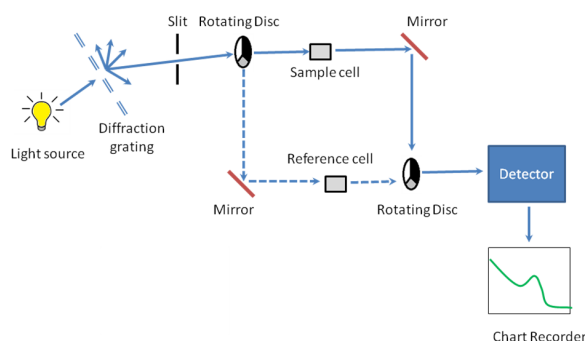 Slit
Rotating Disc
Mirror
Sample cell
Light source
Diffraction
grating
Mirror
Reference cell
Rotating Disc
Detector
Chart Recorder